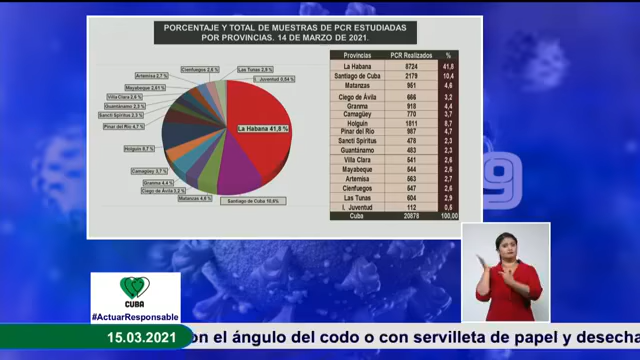 PORCENTAJE Y TOTAL DE MUESTRAS DE PCR ESTUDIADAS
POR PROVINCIAS. 14 DE MARZO DE 2021.
Cienfuegos 2,6 %
Las Tunas 2,9 %
Artemisa 2,7 %
I. Juventud 0,54 %
Mayabeque 2,61 %
Villa Clara 2,6 %
Guantánamo 2,3 %
Sancti Spíritus 2,3 %
Pinar del Río 4,7 %
La Habana 41,8 %
Holguín 8,7 %
Camagüey 3,7 %
Granma 4,4 %
Ciego de Ávila 3,2 %
Matanzas 4,6 %
Santiago de Cuba 10,4%
Provincias PCR Realizados %
La Habana 8724 41,8
Santiago de Cuba 2179 10,4
Matanzas 961 4,6
Ciego de Ávila 666 3,2
Granma 918 4,4
Camagüey 770 3,7
Holguín 1811 8,7
Pinar del Río 987 4,7
Sancti Spíritus 478 2,3
Guantánamo 483 2,3
Villa Clara 541 2,6
Mayabeque 544 2,6
Artemisa 563 2,7
Cienfuegos 547 2,6
Las Tunas 604 2,9
I. Juventud 112 0,5
Cuba 20878 100,00
9
CUBA
#ActuarResponsable
15.03.2021 on el ángulo del codo o con servilleta de papel y desecha